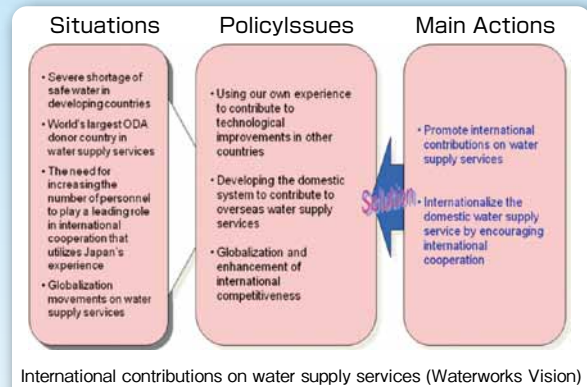 Situations
• Severe shortage of
safe water in
developing countries
• World's largest ODA
donor country in
water supply services
• The need for
increasing the
number of personnel
to play a leading role
in international
cooperation that
utilizes Japan's
experience
• Globalization
movements on water
supply services
PolicyIssues
• Using our own experience
to contribute to
technological
improvements in other
countries
• Developing the domestic
system to contribute to
overseas water supply
services
• Globalization and
enhancement of
international
competitiveness
Solution
Main Actions
• Promote international
contributions on water
supply services
• Internationalize the
domestic water supply
service by encouraging
international
cooperation
International contributions on water supply services (Waterworks Vision)